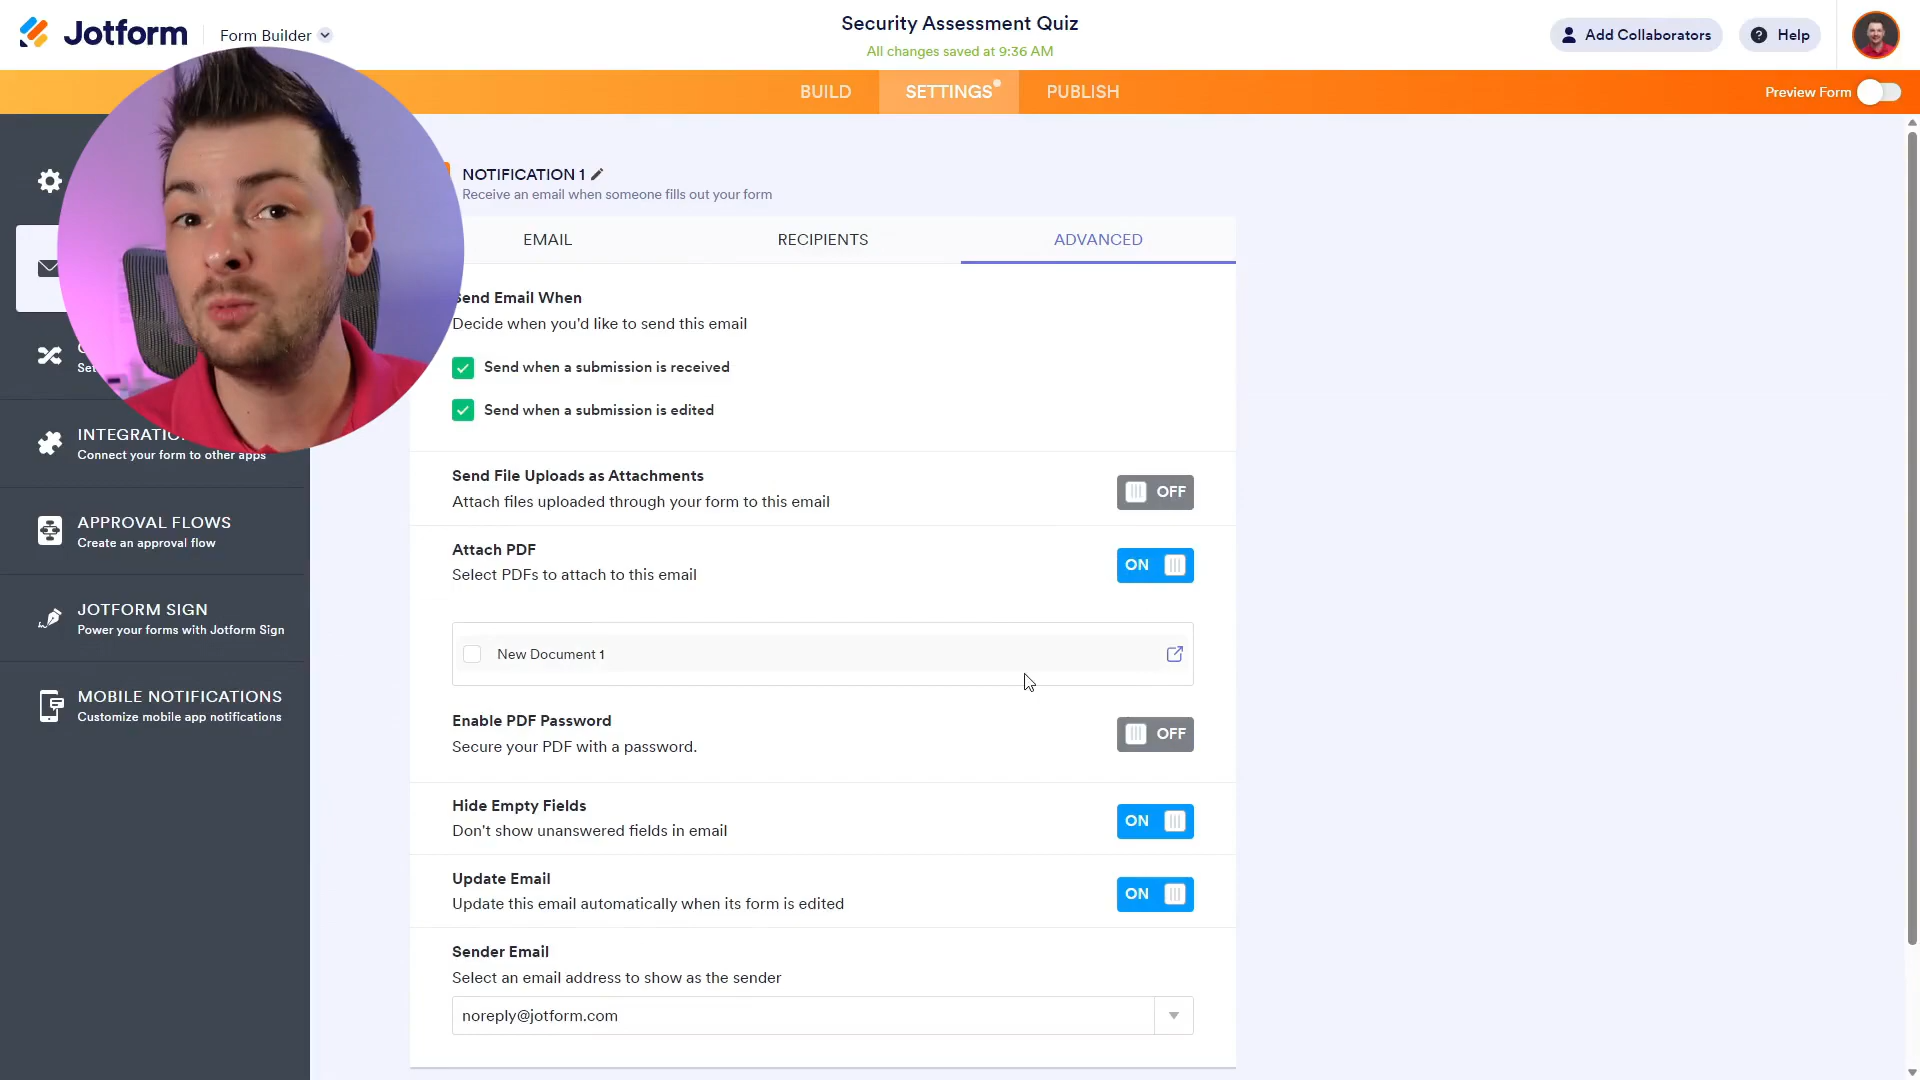 Jotform
Form Builder
Security Assessment Quiz
All changes saved at 9:36 AM
Add Collaborators
Help
BUILD
SETTINGS
PUBLISH
Preview Form
NOTIFICATION 1
Receive an email when someone fills out your form
EMAIL
RECIPIENTS
ADVANCED
Send Email When
Decide when you'd like to send this email
Send when a submission is received
Send when a submission is edited
Send File Uploads as Attachments
Attach files uploaded through your form to this email
OFF
Attach PDF
Select PDFs to attach to this email
ON
New Document 1
Enable PDF Password
Secure your PDF with a password.
OFF
Hide Empty Fields
Don't show unanswered fields in email
ON
Update Email
Update this email automatically when its form is edited
ON
Sender Email
Select an email address to show as the sender
noreply@jotform.com
Connect your form to other apps
APPROVAL FLOWS
Create an approval flow
JOTFORM SIGN
Power your forms with Jotform Sign
MOBILE NOTIFICATIONS
Customize mobile app notifications